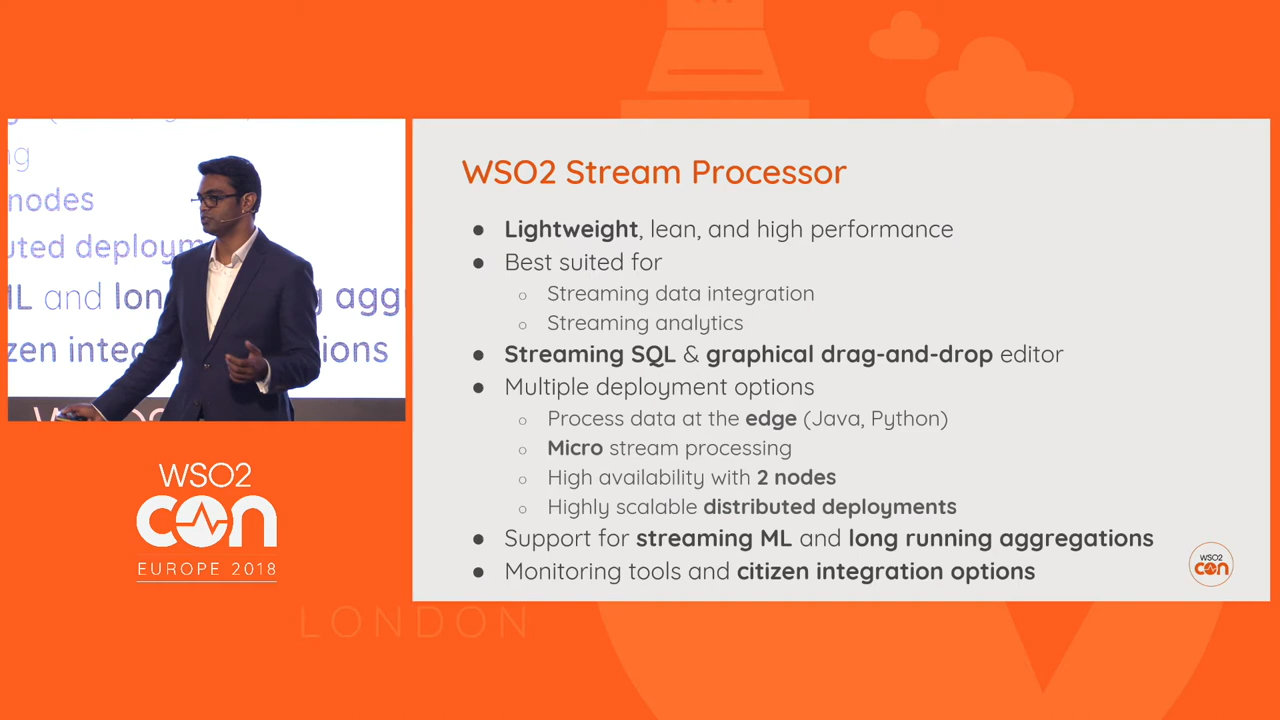 WSO2 Stream Processor
● Lightweight, lean, and high performance
● Best suited for
○ Streaming data integration
○ Streaming analytics
● Streaming SQL & graphical drag-and-drop editor
● Multiple deployment options
○ Process data at the edge (Java, Python)
○ Micro stream processing
○ High availability with 2 nodes
○ Highly scalable distributed deployments
● Support for streaming ML and long running aggregations
● Monitoring tools and citizen integration options
WSO2
CON
nodes
uted deploym
ML and long agg
zen integ ions
WSO2
CON
EUROPE 2018
LONDON